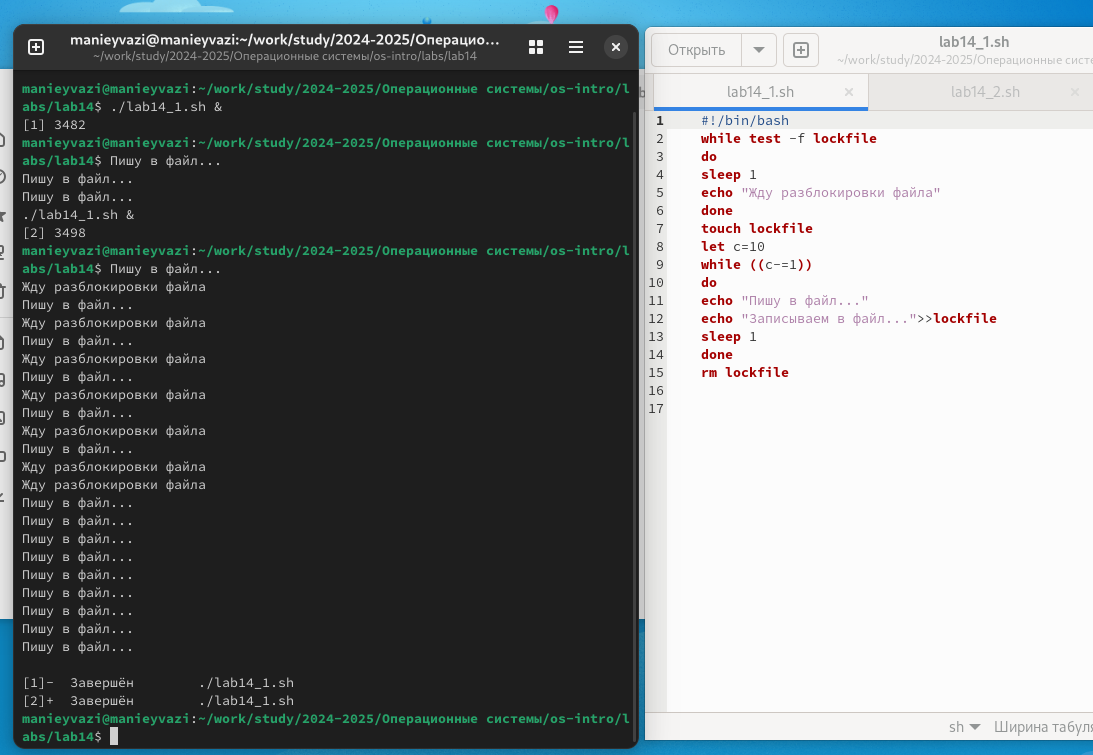 manieyvazi@manieyvazi:~/work/study/2024-2025/Операцио...
~/work/study/2024-2025/Операционные системы/os-intro/labs/lab14
manieyvazi@manieyvazi:~/work/study/2024-2025/Операционные системы/os-intro/l
abs/lab14$ ./lab14_1.sh &
[1] 3482
manieyvazi@manieyvazi:~/work/study/2024-2025/Операционные системы/os-intro/l
abs/lab14$ Пишу в файл...
Пишу в файл...
Пишу в файл...
./lab14_1.sh &
[2] 3498
manieyvazi@manieyvazi:~/work/study/2024-2025/Операционные системы/os-intro/l
abs/lab14$ Пишу в файл...
Жду разблокировки файла
Пишу в файл...
Жду разблокировки файла
Пишу в файл...
Жду разблокировки файла
Пишу в файл...
Жду разблокировки файла
Пишу в файл...
Жду разблокировки файла
Пишу в файл...
Жду разблокировки файла
Жду разблокировки файла
Пишу в файл...
Пишу в файл...
Пишу в файл...
Пишу в файл...
Пишу в файл...
Пишу в файл...
Пишу в файл...
Пишу в файл...
Пишу в файл...
[1]- Завершён ./lab14_1.sh
[2]+ Завершён ./lab14_1.sh
manieyvazi@manieyvazi:~/work/study/2024-2025/Операционные системы/os-intro/l
abs/lab14$
Открыть
lab14_1.sh
~/work/study/2024-2025/Операционные систе
lab14_1.sh
lab14_2.sh
1 #!/bin/bash
2 while test -f lockfile
3 do
4 sleep 1
5 echo "Жду разблокировки файла"
6 done
7 touch lockfile
8 let c=10
9 while ((c-=1))
10 do
11 echo "Пишу в файл..."
12 echo "Записываем в файл...">>lockfile
13 sleep 1
14 done
15 rm lockfile
16
17
sh Ширина табуля